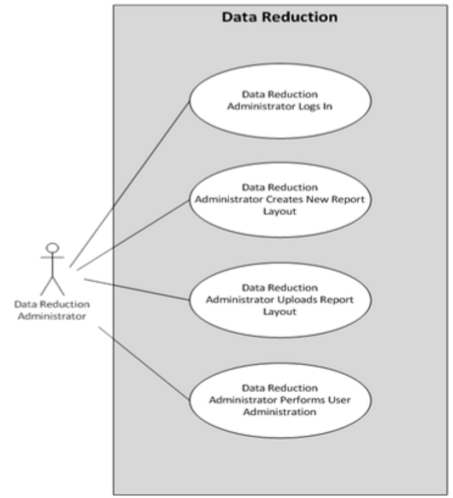 Data Reduction
Data Reduction
Administrator Logs In
Data Reduction
Administrator Creates New Report
Layout
Data Reduction
Administrator
Data Reduction
Administrator Uploads Report
Layout
Data Reduction
Administrator Performs User
Administration